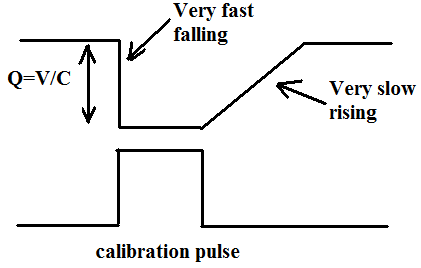 Very fast
falling
Q=V/C
Very slow
rising
calibration pulse